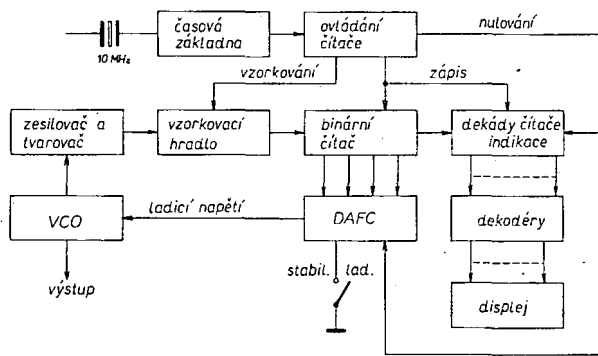 časová
základna
ovládání
čítače
nulování
10 MHz
vzorkování
zápis
zesilovač a
tvarovač
vzorkovací
hradlo
binární
čítač
dekády čítače
indikace
VCO
ladicí napětí
DAFC
dekodéry
výstup
stabil.
lad.
displej